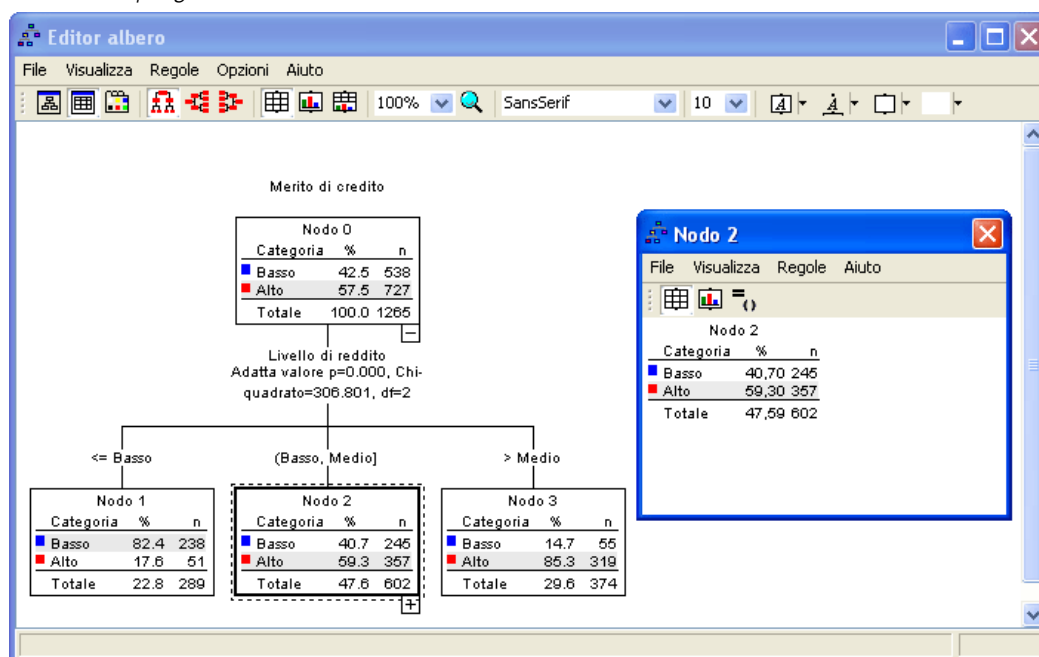 Editor albero
File Visualizza Regole Opzioni Aiuto
100% SansSerif 10 A A
Merito di credito
Nodo 0
Categoria % n
Basso 42.5 538
Alto 57.5 727
Totale 100.0 1265
Livello di reddito
Adatta valore p=0.000, Chi-
quadrato=306.801, df=2
<= Basso
(Basso, Medio]
> Medio
Nodo 1
Categoria % n
Basso 82.4 238
Alto 17.6 51
Totale 22.8 289
Nodo 2
Categoria % n
Basso 40.7 245
Alto 59.3 357
Totale 47.6 602
Nodo 3
Categoria % n
Basso 14.7 55
Alto 85.3 319
Totale 29.6 374
Nodo 2
File Visualizza Regole Aiuto
Nodo 2
Categoria % n
Basso 40,70 245
Alto 59,30 357
Totale 47,59 602